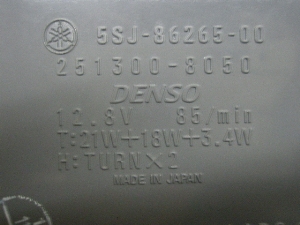 5SJ-86265-00
251300-8050
DENSO
12.8V 85/min
T:21W+18W+3.4W
H:TURN×2
MADE IN JAPAN